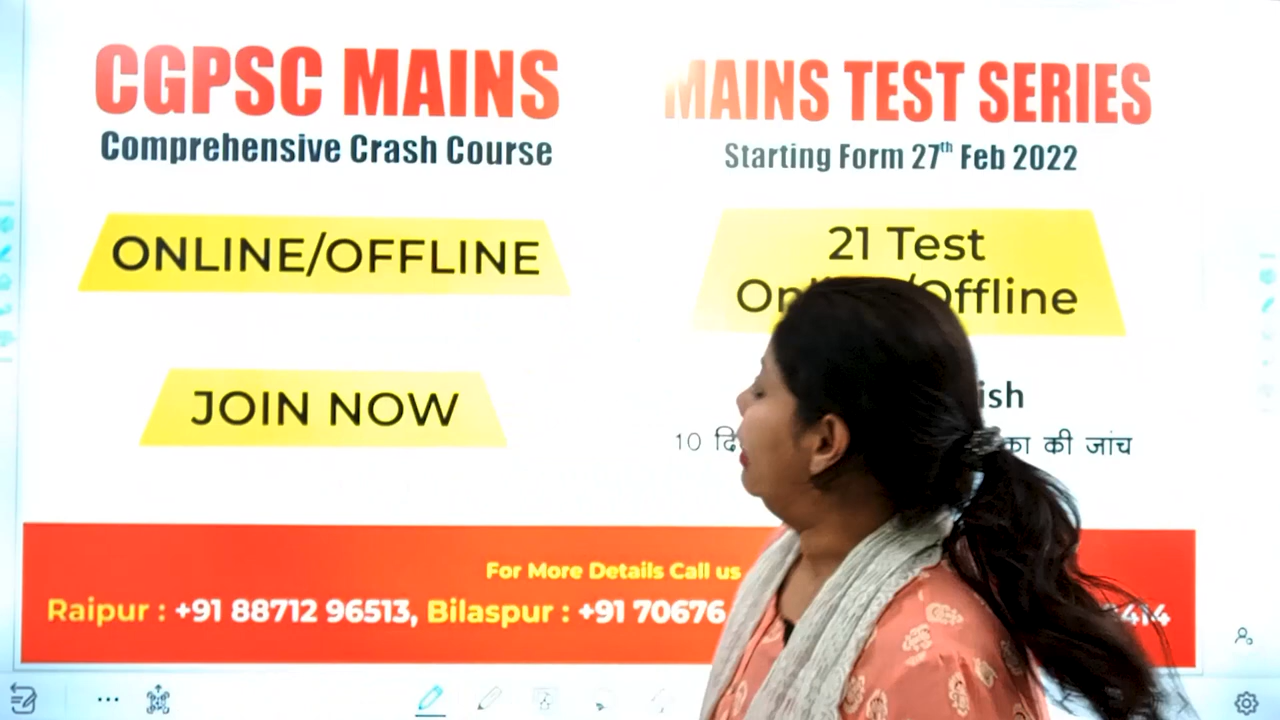 CGPSC MAINS
Comprehensive Crash Course
ONLINE/OFFLINE
JOIN NOW
MAINS TEST SERIES
Starting Form 27th Feb 2022
21 Test
Offline
10
की जांच
For More Details Call us
Raipur : +91 88712 96513, Bilaspur : +91 70676